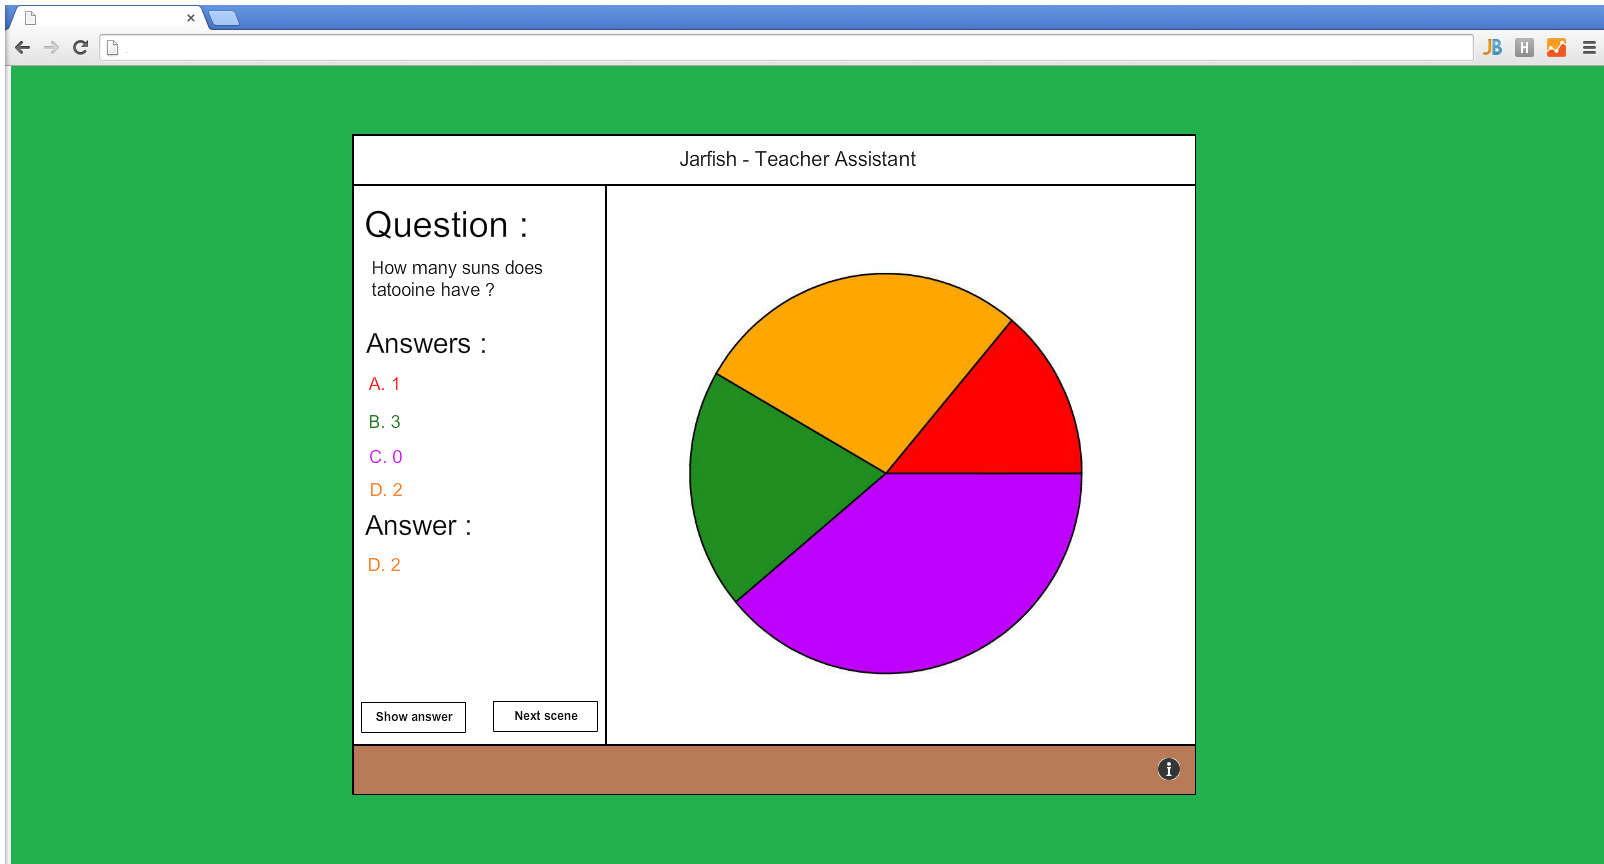 JB
H
Jarfish - Teacher Assistant
Question :
How many suns does
tatooine have ?
Answers :
A. 1
B. 3
C. 0
D. 2
Answer :
D. 2
Show answer
Next scene
i